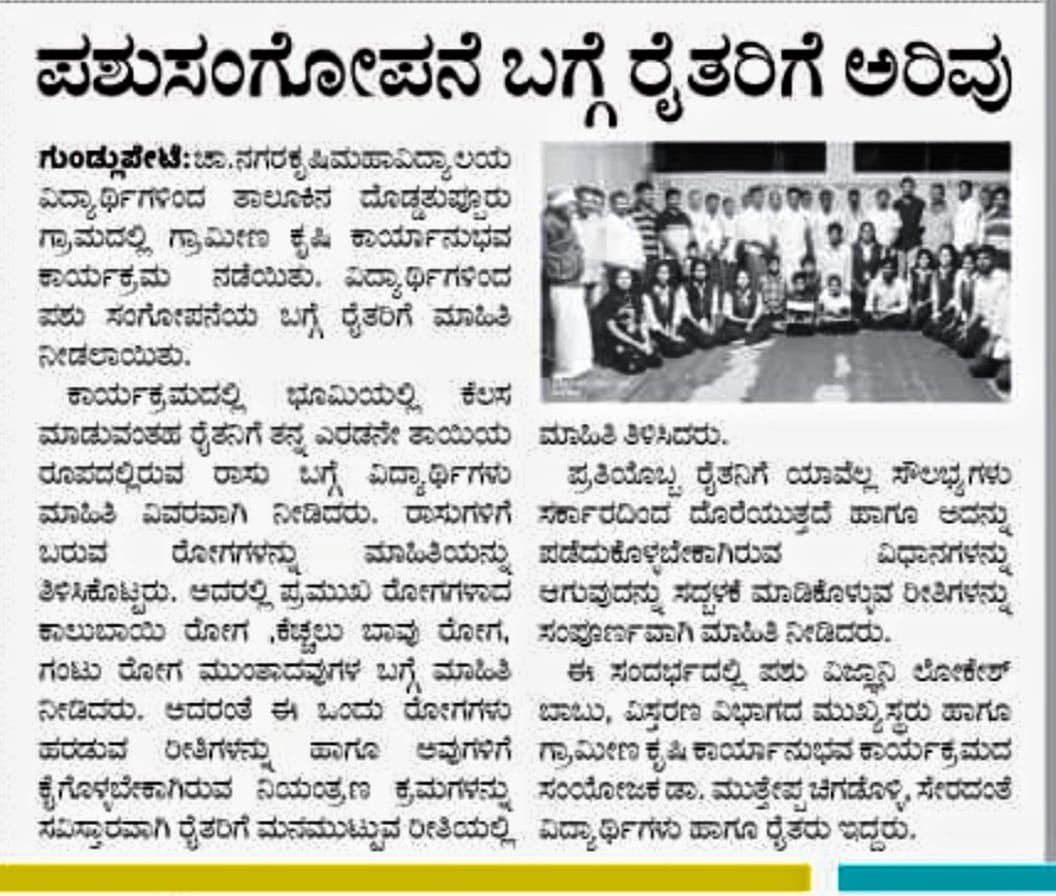 ಪಶುಸಂಗೋಪನೆ ಬಗ್ಗೆ ರೈತರಿಗೆ ಅರಿವು
ಗುಂಡ್ಲುಪೇಟೆ: ಚಾ.ನಗರ ಕೃಷಿ ಮಹಾವಿದ್ಯಾಲಯ
ವಿದ್ಯಾರ್ಥಿಗಳಿಂದ ತಾಲೂಕಿನ ದೊಡ್ಡತುಪ್ಪೂರು
ಗ್ರಾಮದಲ್ಲಿ ಗ್ರಾಮೀಣ ಕೃಷಿ ಕಾರ್ಯಾನುಭವ
ಕಾರ್ಯಕ್ರಮ ನಡೆಯಿತು. ವಿದ್ಯಾರ್ಥಿಗಳಿಂದ
ಪಶು ಸಂಗೋಪನೆಯ ಬಗ್ಗೆ ರೈತರಿಗೆ ಮಾಹಿತಿ
ನೀಡಲಾಯಿತು.
ಕಾರ್ಯಕ್ರಮದಲ್ಲಿ ಭೂಮಿಯಲ್ಲಿ ಕೆಲಸ
ಮಾಡುವಂತಹ ರೈತನಿಗೆ ತನ್ನ ಎರಡನೇ ತಾಯಿಯ
ರೂಪದಲ್ಲಿರುವ ರಾಸು ಬಗ್ಗೆ ವಿದ್ಯಾರ್ಥಿಗಳು
ಮಾಹಿತಿ ವಿವರವಾಗಿ ನೀಡಿದರು. ರಾಸುಗಳಿಗೆ
ಬರುವ ರೋಗಗಳನ್ನು ಮಾಹಿತಿಯನ್ನು
ತಿಳಿಸಿಕೊಟ್ಟರು. ಅದರಲ್ಲಿ ಪ್ರಮುಖ ರೋಗಗಳಾದ
ಕಾಲುಬಾಯಿ ರೋಗ ,ಕೆಚ್ಚಲು ಬಾವು ರೋಗ,
ಗಂಟು ರೋಗ ಮುಂತಾದವುಗಳ ಬಗ್ಗೆ ಮಾಹಿತಿ
ನೀಡಿದರು. ಅದರಂತೆ ಈ ಒಂದು ರೋಗಗಳು
ಹರಡುವ ರೀತಿಗಳನ್ನು ಹಾಗೂ ಅವುಗಳಿಗೆ
ಕೈಗೊಳ್ಳಬೇಕಾಗಿರುವ ನಿಯಂತ್ರಣ ಕ್ರಮಗಳನ್ನು
ಸವಿಸ್ತಾರವಾಗಿ ರೈತರಿಗೆ ಮನಮುಟ್ಟುವ ರೀತಿಯಲ್ಲಿ
ಮಾಹಿತಿ ತಿಳಿಸಿದರು.
ಪ್ರತಿಯೊಬ್ಬ ರೈತನಿಗೆ ಯಾವೆಲ್ಲ ಸೌಲಭ್ಯಗಳು
ಸರ್ಕಾರದಿಂದ ದೊರೆಯುತ್ತದೆ ಹಾಗೂ ಅದನ್ನು
ಪಡೆದುಕೊಳ್ಳಬೇಕಾಗಿರುವ ವಿಧಾನಗಳನ್ನು
ಆಗುವುದನ್ನು ಸದ್ಬಳಕೆ ಮಾಡಿಕೊಳ್ಳುವ ರೀತಿಗಳನ್ನು
ಸಂಪೂರ್ಣವಾಗಿ ಮಾಹಿತಿ ನೀಡಿದರು.
ಈ ಸಂದರ್ಭದಲ್ಲಿ ಪಶು ವಿಜ್ಞಾನಿ ಲೋಕೇಶ್
ಬಾಬು, ವಿಸ್ತರಣ ವಿಭಾಗದ ಮುಖ್ಯಸ್ಥರು ಹಾಗೂ
ಗ್ರಾಮೀಣ ಕೃಷಿ ಕಾರ್ಯಾನುಭವ ಕಾರ್ಯಕ್ರಮದ
ಸಂಯೋಜಕ ಡಾ. ಮುತ್ತೇಪ್ಪ ಚಿಗಡೊಳ್ಳಿ, ಸೇರದಂತೆ
ವಿದ್ಯಾರ್ಥಿಗಳು ಹಾಗೂ ರೈತರು ಇದ್ದರು.